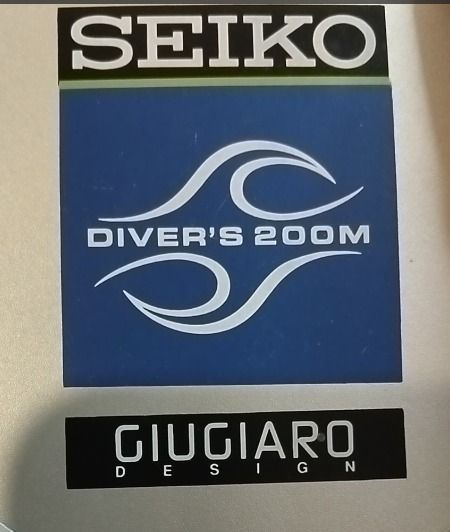 SEIKO
DIVER'S 200M
GIUGIARO
DESIGN